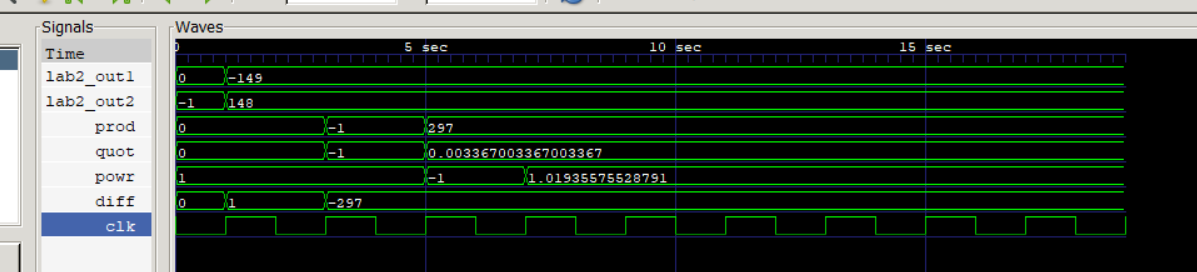 Signals
Waves
Time
0 5 sec 10 sec 15 sec
lab2_out1 0 -149
lab2_out2 -1 148
prod 0 -1 297
quot 0 -1 0.003367003367003367
powr 1 -1 1.01935575528791
diff 0 1 -297
clk